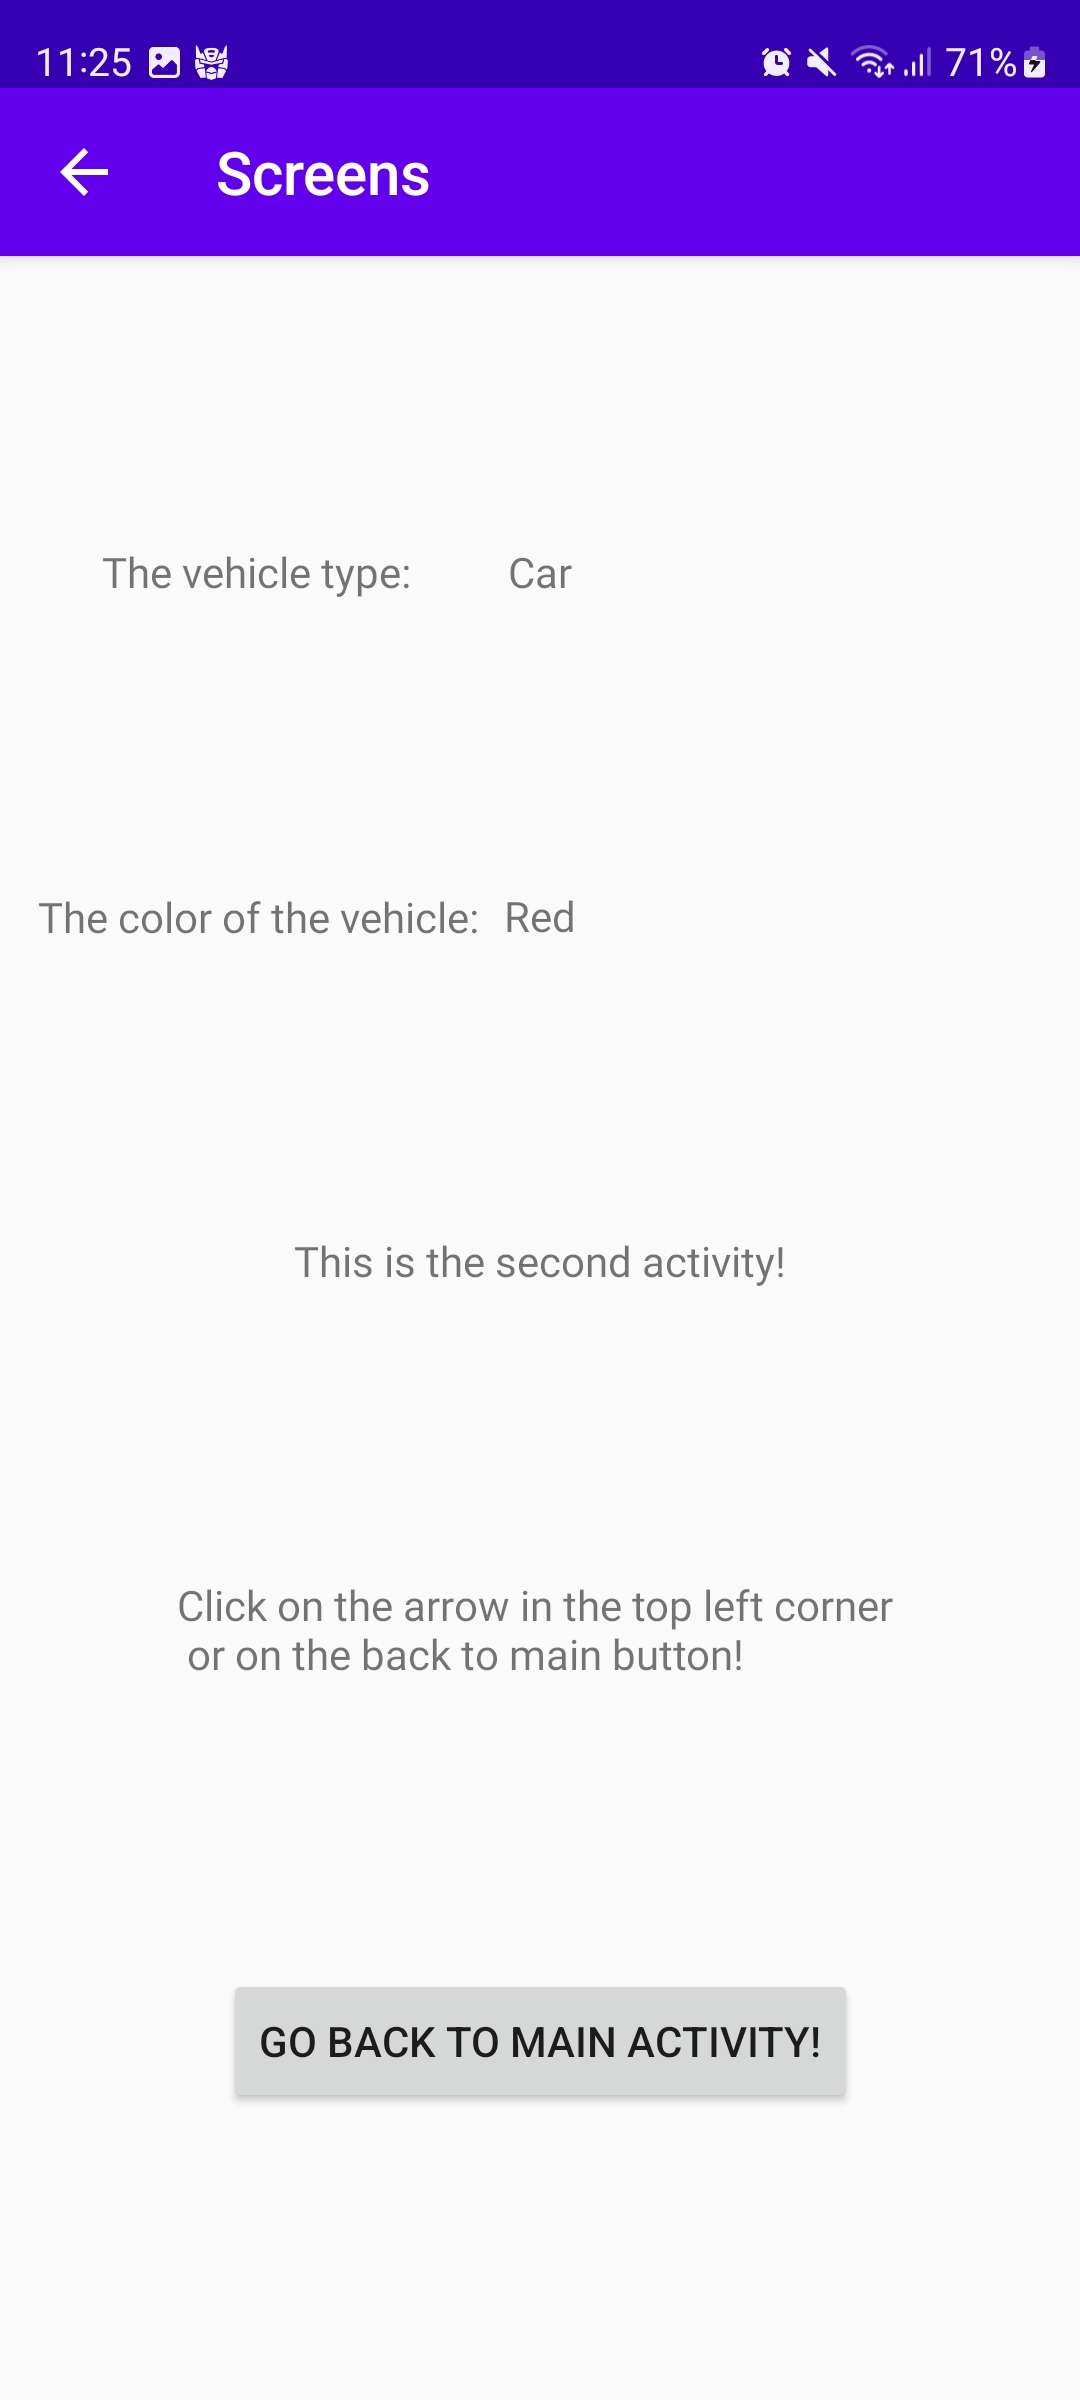 11:25 71%
Screens
The vehicle type: Car
The color of the vehicle: Red
This is the second activity!
Click on the arrow in the top left corner
or on the back to main button!
GO BACK TO MAIN ACTIVITY!